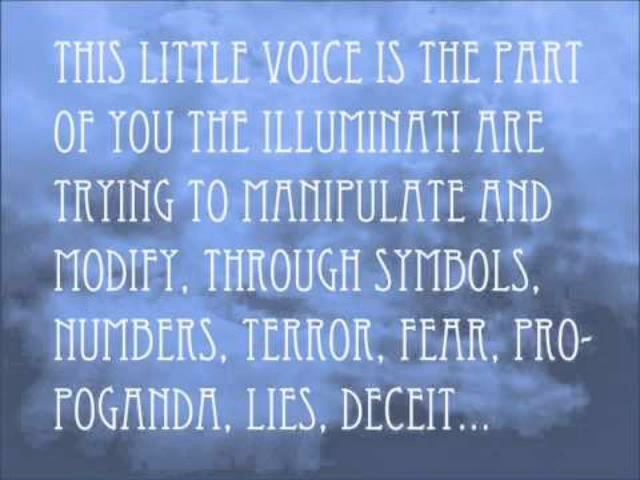 THIS LITTLE VOICE IS THE PART
OF YOU THE ILLUMINATI ARE
TRYING TO MANIPULATE AND
MODIFY, THROUGH SYMBOLS,
NUMBERS, TERROR, FEAR, PRO-
POGANDA, LIES, DECEIT...